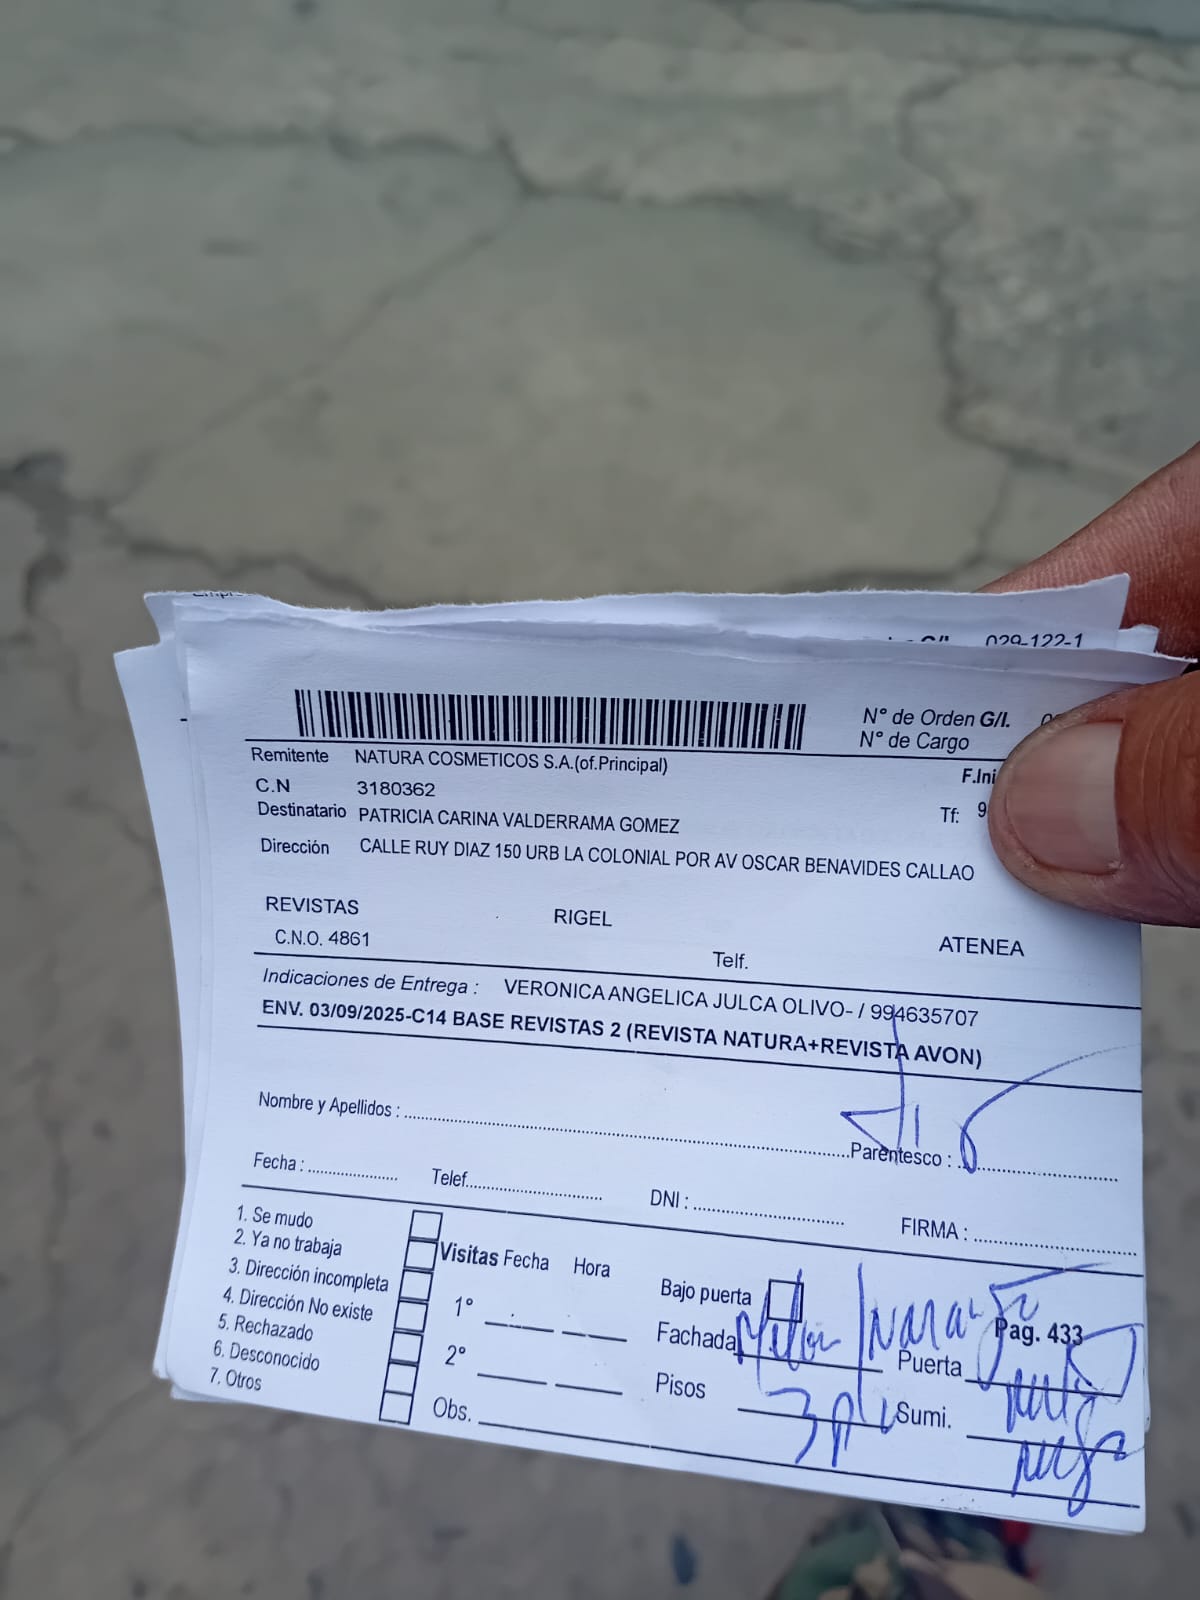 029-122-1
N° de Orden G/I.
N° de Cargo
Remitente NATURA COSMETICOS S.A.(of.Principal)
F.Ini
C.N 3180362
Tf: 9
Destinatario PATRICIA CARINA VALDERRAMA GOMEZ
Dirección CALLE RUY DIAZ 150 URB LA COLONIAL POR AV OSCAR BENAVIDES CALLAO
REVISTAS RIGEL ATENEA
C.N.O. 4861 Telf.
Indicaciones de Entrega : VERONICA ANGELICA JULCA OLIVO- / 994635707
ENV. 03/09/2025-C14 BASE REVISTAS 2 (REVISTA NATURA+REVISTA AVON)
Nombre y Apellidos : Parentesco :
Fecha : Telef. DNI : FIRMA :
1. Se mudo
2. Ya no trabaja
3. Dirección incompleta
4. Dirección No existe
5. Rechazado
6. Desconocido
7. Otros
Visitas Fecha Hora
1°
2°
Obs.
Bajo puerta
Fachada
Pag. 433
Puerta
Pisos 3 Sumi.